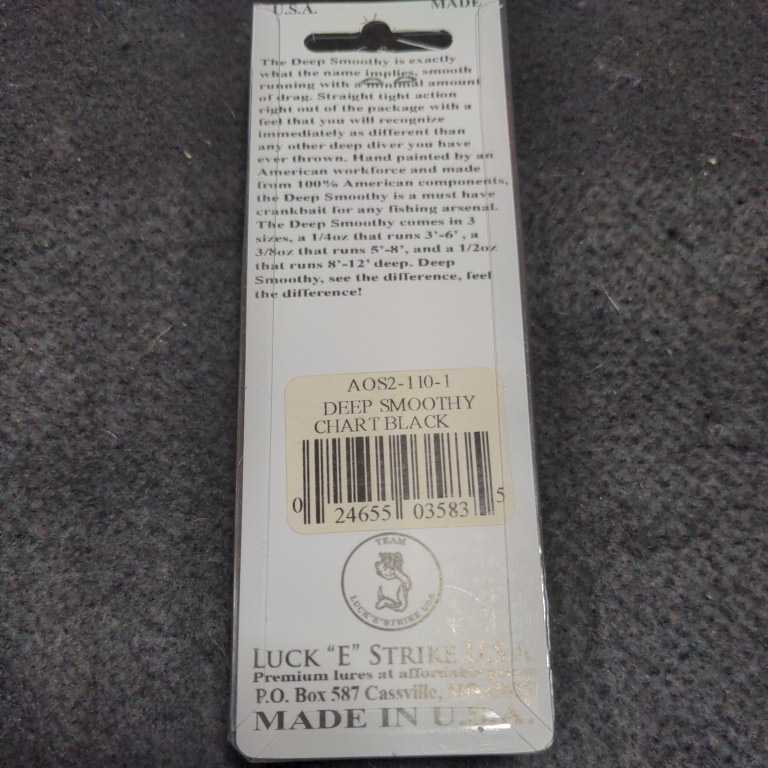 U.S.A. MADE
The Deep Smoothy is exactly
what the name implies, smooth
running with a minimal amount
of drag. Straight tight action
right out of the package with a
feel that you will recognize
immediately as different than
any other deep diver you have
ever thrown. Hand painted by an
American workforce and made
from 100% American components,
the Deep Smoothy is a must have
crankbait for any fishing arsenal.
The Deep Smoothy comes in 3
sizes, a 1/4oz that runs 3'-6' , a
3/8oz that runs 5'-8', and a 1/2oz
that runs 8'-12' deep. Deep
Smoothy, see the difference, feel
the difference!
AOS2-110-1
DEEP SMOOTHY
CHART BLACK
0 24655 03583 5
TEAM
LUCK "E" STRIKE USA
LUCK "E" STRIKE U.S.A.
Premium lures at affordable
P.O. Box 587 Cassville,
MADE IN U.S.A.